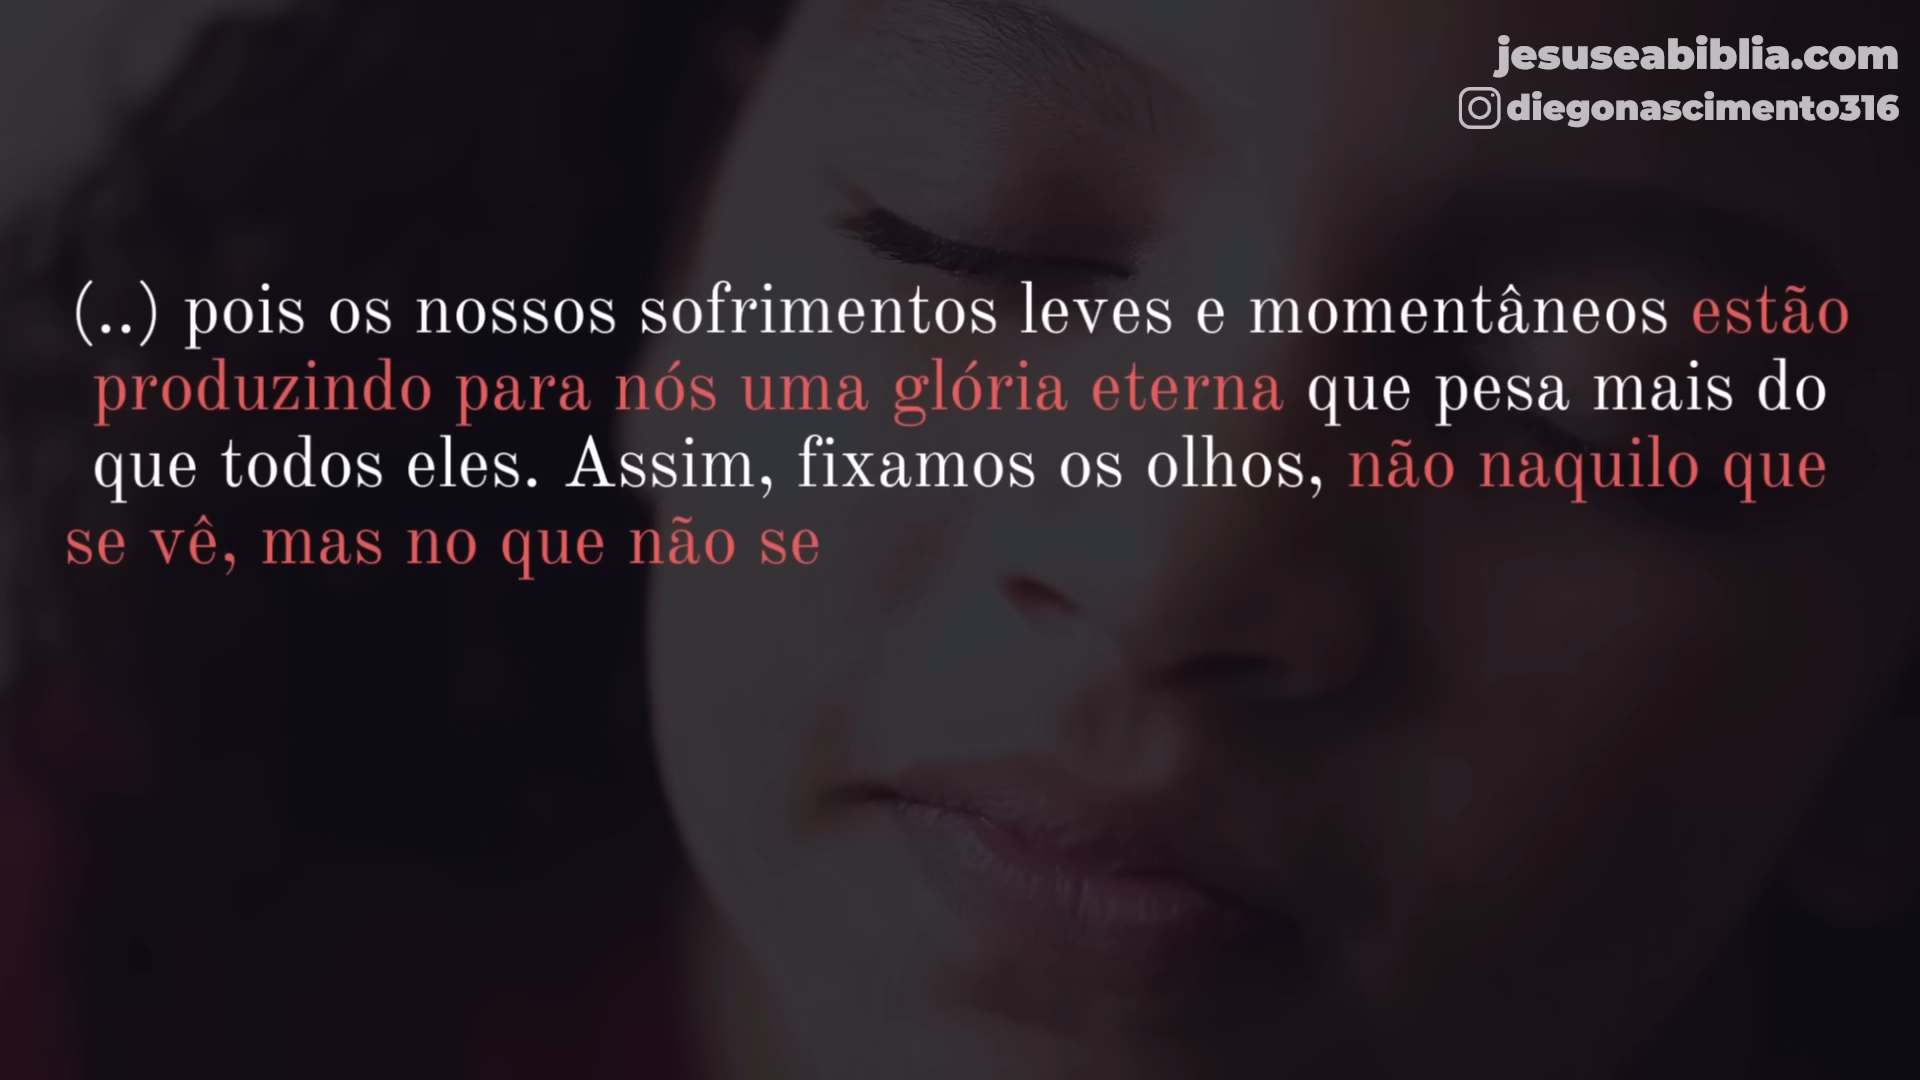 jesuseabiblia.com
diegonascimento316
(..) pois os nossos sofrimentos leves e momentâneos estão
produzindo para nós uma glória eterna que pesa mais do
que todos eles. Assim, fixamos os olhos, não naquilo que
se vê, mas no que não se